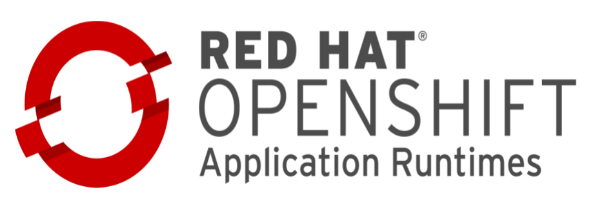 RED HAT®
OPENSHIFT
Application Runtimes